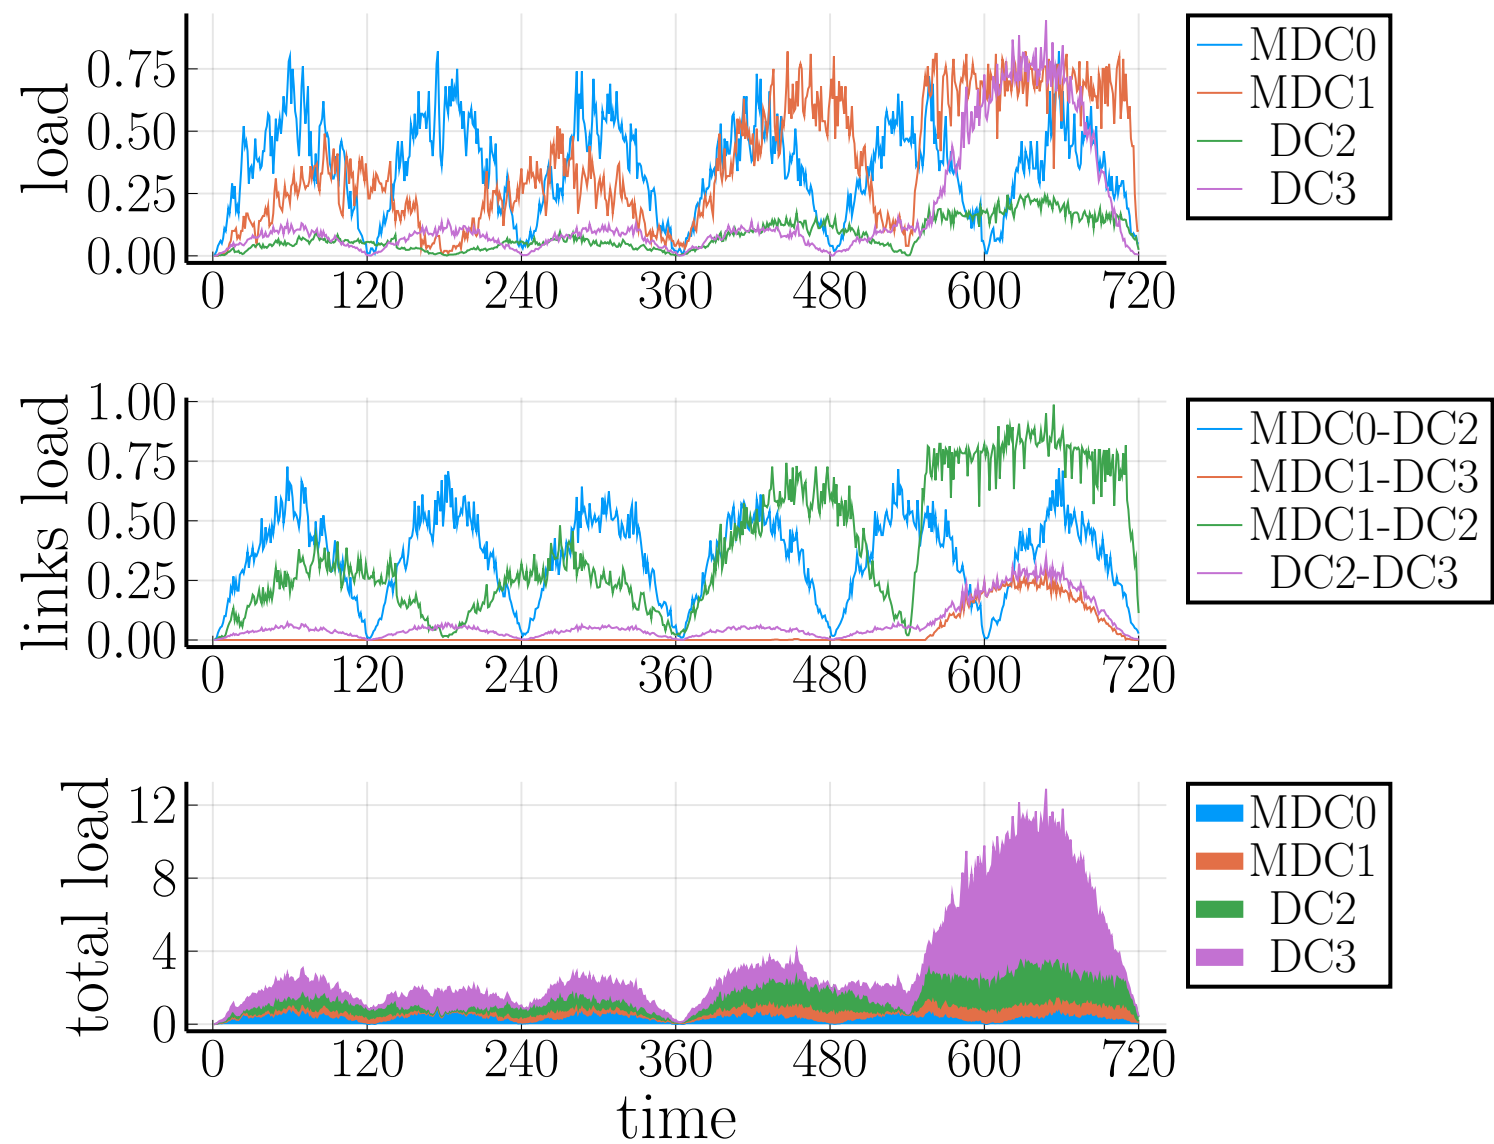 load
0.75
0.50
0.25
0.00
0 120 240 360 480 600 720
MDC0
MDC1
DC2
DC3
links load
1.00
0.75
0.50
0.25
0.00
0 120 240 360 480 600 720
MDC0-DC2
MDC1-DC3
MDC1-DC2
DC2-DC3
total load
12
8
4
0
0 120 240 360 480 600 720
time
MDC0
MDC1
DC2
DC3